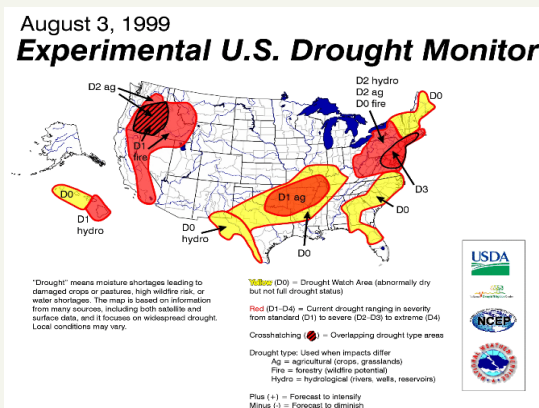 August 3, 1999
Experimental U.S. Drought Monitor
D2 ag
D2 hydro
D2 ag
D0 fire
D0
D1
fire
D3
D0
D1 ag
D0
D1
hydro
D0
hydro
D0
"Drought" means moisture shortages leading to
damaged crops or pastures, high wildfire risk, or
water shortages. The map is based on information
from many sources, including both satellite and
surface data, and it focuses on widespread drought.
Local conditions may vary.
Yellow (D0) = Drought Watch Area (abnormally dry
but not full drought status)
Red (D1-D4) = Current drought ranging in severity
from standard (D1) to severe (D2-D3) to extreme (D4)
Crosshatching ( ) = Overlapping drought type areas
Drought type: Used when impacts differ
Ag = agricultural (crops, grasslands)
Fire = forestry (wildfire potential)
Hydro = hydrological (rivers, wells, reservoirs)
Plus (+) = Forecast to intensify
Minus (-) = Forecast to diminish
USDA
NCEP